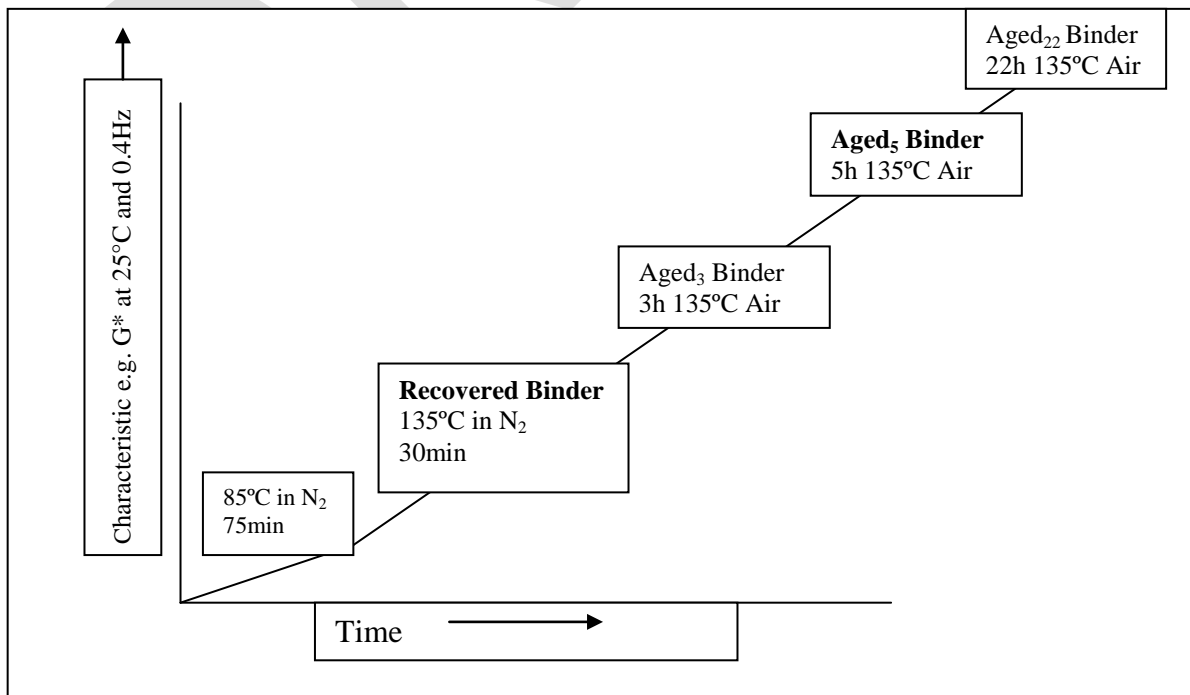 Aged₂₂ Binder
22h 135ºC Air
Aged₅ Binder
5h 135ºC Air
Aged₃ Binder
3h 135ºC Air
Recovered Binder
135ºC in N₂
30min
85ºC in N₂
75min
Characteristic e.g. G* at 25°C and 0.4Hz
Time